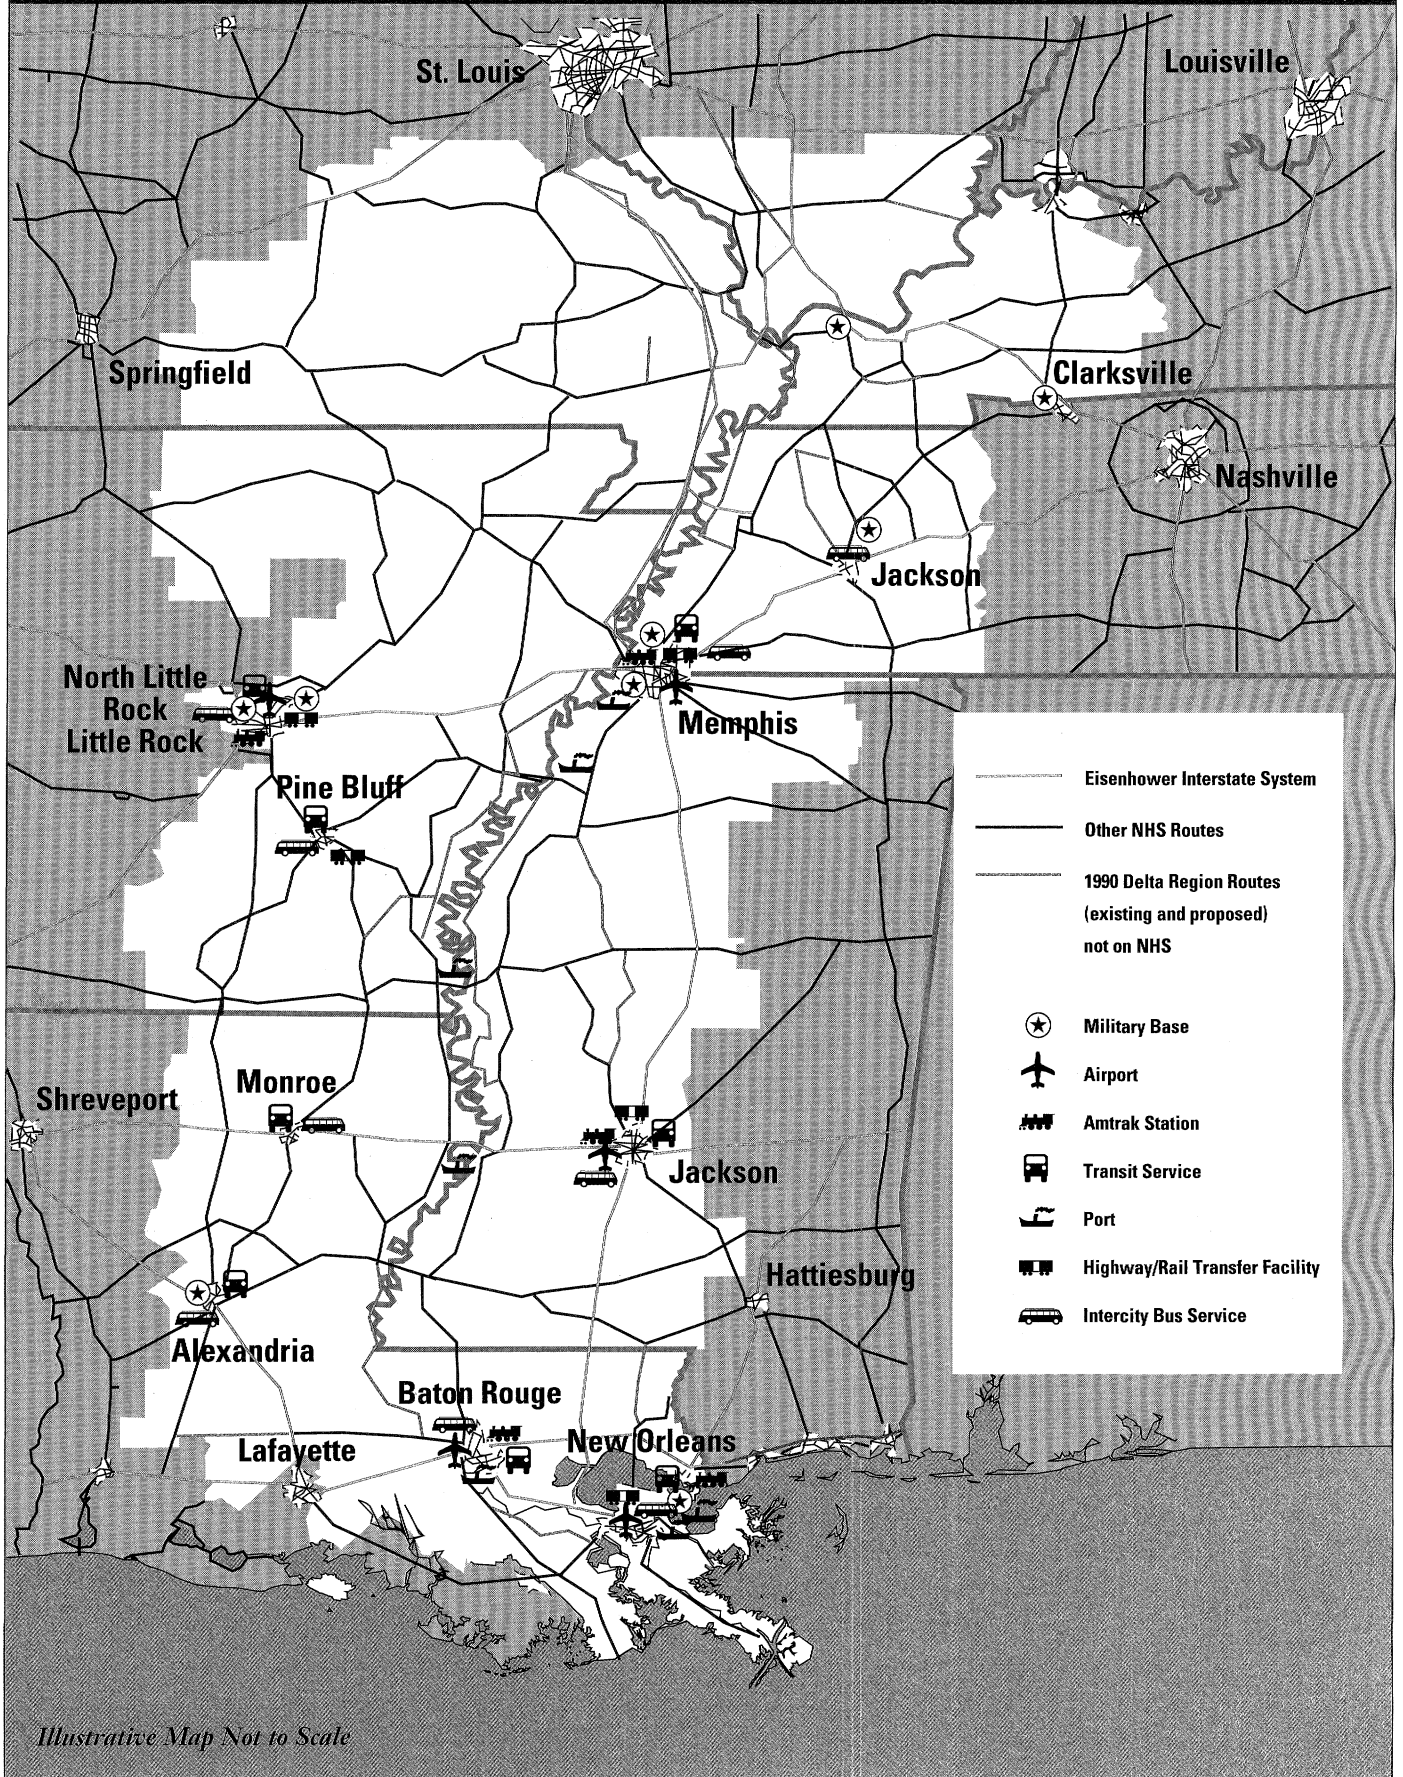 St. Louis
Louisville
Springfield
Clarksville
Nashville
Jackson
North Little
Rock
Little Rock
Memphis
Pine Bluff
Eisenhower Interstate System
Other NHS Routes
1990 Delta Region Routes
(existing and proposed)
not on NHS
Military Base
Airport
Amtrak Station
Transit Service
Port
Highway/Rail Transfer Facility
Intercity Bus Service
Monroe
Shreveport
Jackson
Hattiesburg
Alexandria
Baton Rouge
New Orleans
Lafayette
Illustrative Map Not to Scale